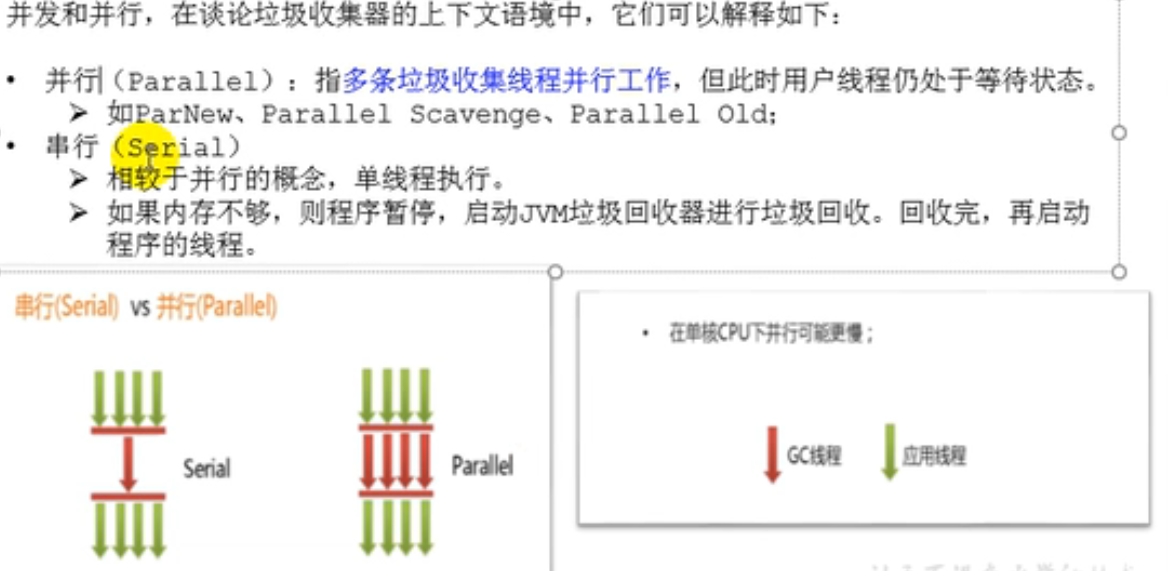 并发和并行，在谈论垃圾收集器的上下文语境中，它们可以解释如下：
• 并行（Parallel）：指多条垃圾收集线程并行工作，但此时用户线程仍处于等待状态。
➢ 如ParNew、Parallel Scavenge、Parallel Old；
• 串行（Serial）
➢ 相较于并行的概念，单线程执行。
➢ 如果内存不够，则程序暂停，启动JVM垃圾回收器进行垃圾回收。回收完，再启动
程序的线程。
串行(Serial) vs 并行(Parallel)
• 在单核CPU下并行可能更慢；
Serial
Parallel
GC线程
应用线程